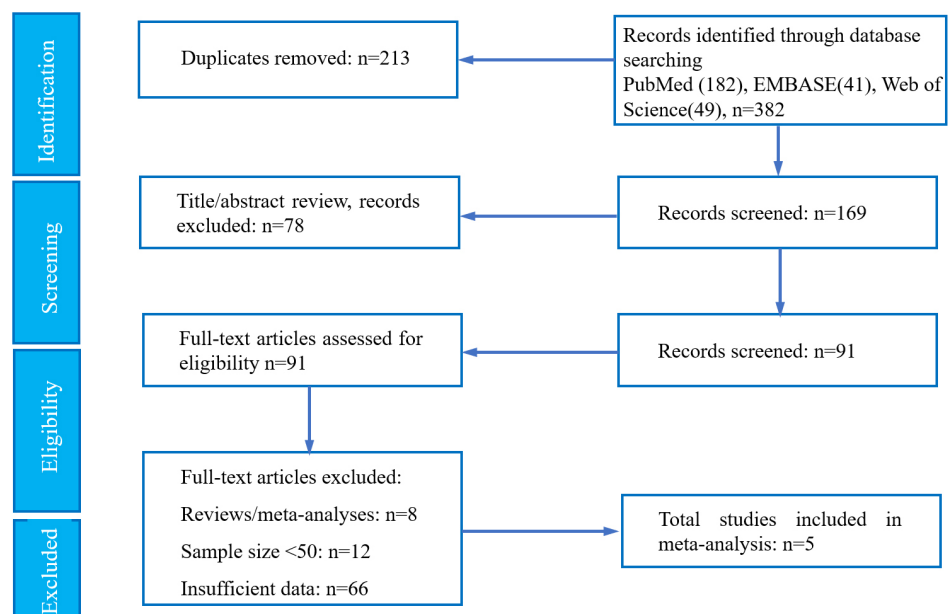 Identification
Duplicates removed: n=213
Records identified through database
searching
PubMed (182), EMBASE(41), Web of
Science(49), n=382
Screening
Title/abstract review, records
excluded: n=78
Records screened: n=169
Eligibility
Full-text articles assessed for
eligibility n=91
Records screened: n=91
Excluded
Full-text articles excluded:
Reviews/meta-analyses: n=8
Sample size <50: n=12
Insufficient data: n=66
Total studies included in
meta-analysis: n=5